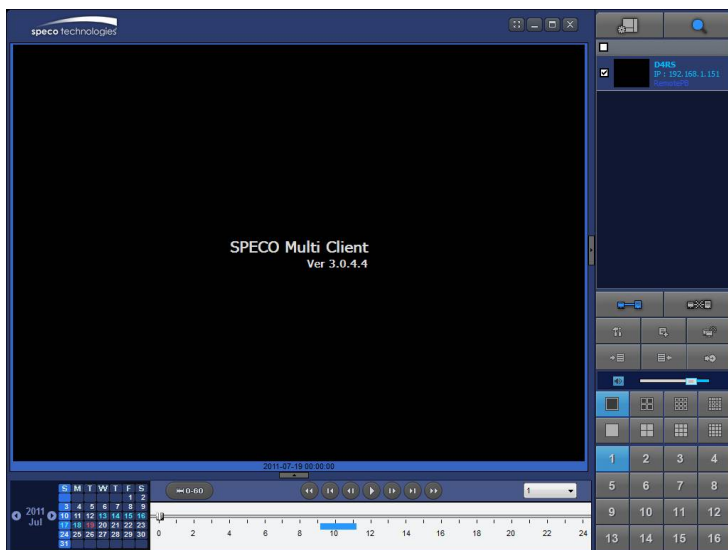 speco technologies
D4RS
IP : 192.168.1.151
RemotePB
SPECO Multi Client
Ver 3.0.4.4
2011-07-19 00:00:00
2011
Jul
S M T W T F S
1 2
3 4 5 6 7 8 9
10 11 12 13 14 15 16
17 18 19 20 21 22 23
24 25 26 27 28 29 30
31
0-60
1
0 2 4 6 8 10 12 14 16 18 20 22 24
1 2 3 4
5 6 7 8
9 10 11 12
13 14 15 16